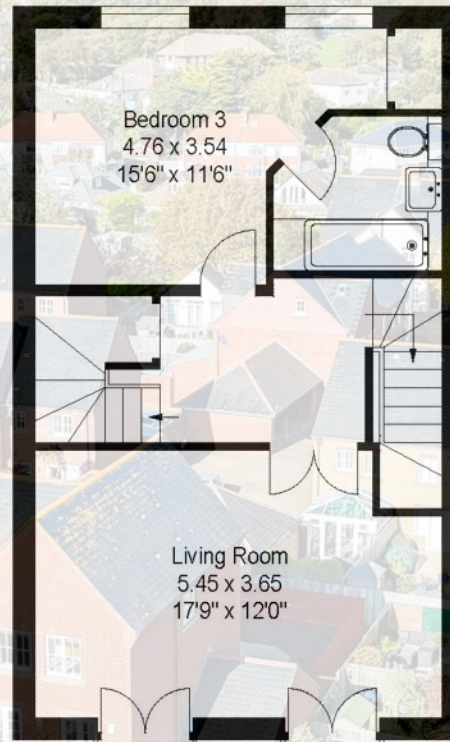 Bedroom 3
4.76 x 3.54
15'6" x 11'6"
Living Room
5.45 x 3.65
17'9" x 12'0"